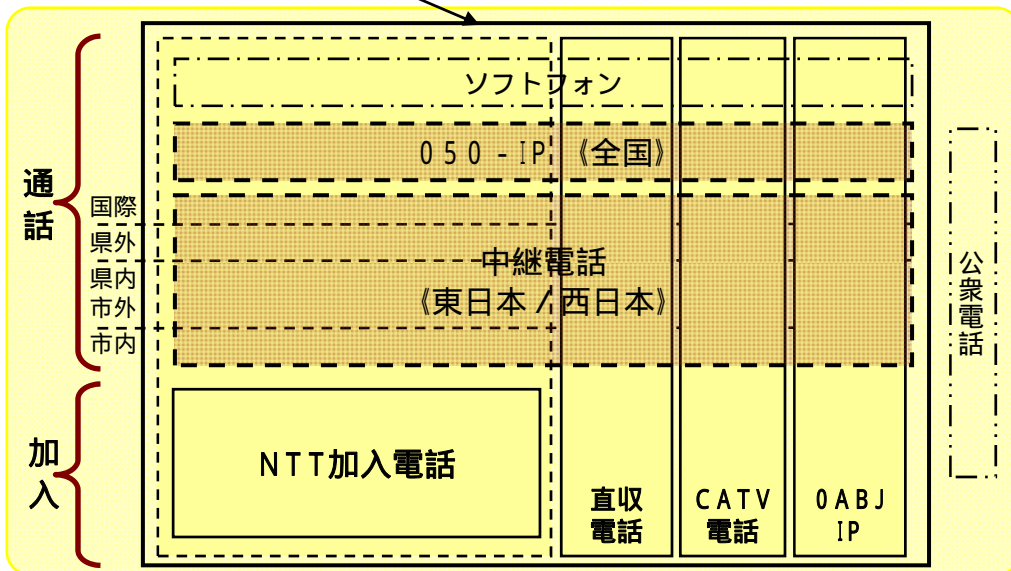 通話
国際
県外
県内
市外
市内
加入
ソフトフォン
050-IP 《全国》
中継電話
《東日本/西日本》
NTT加入電話
直収
電話
CATV
電話
0ABJ
IP
公衆電話